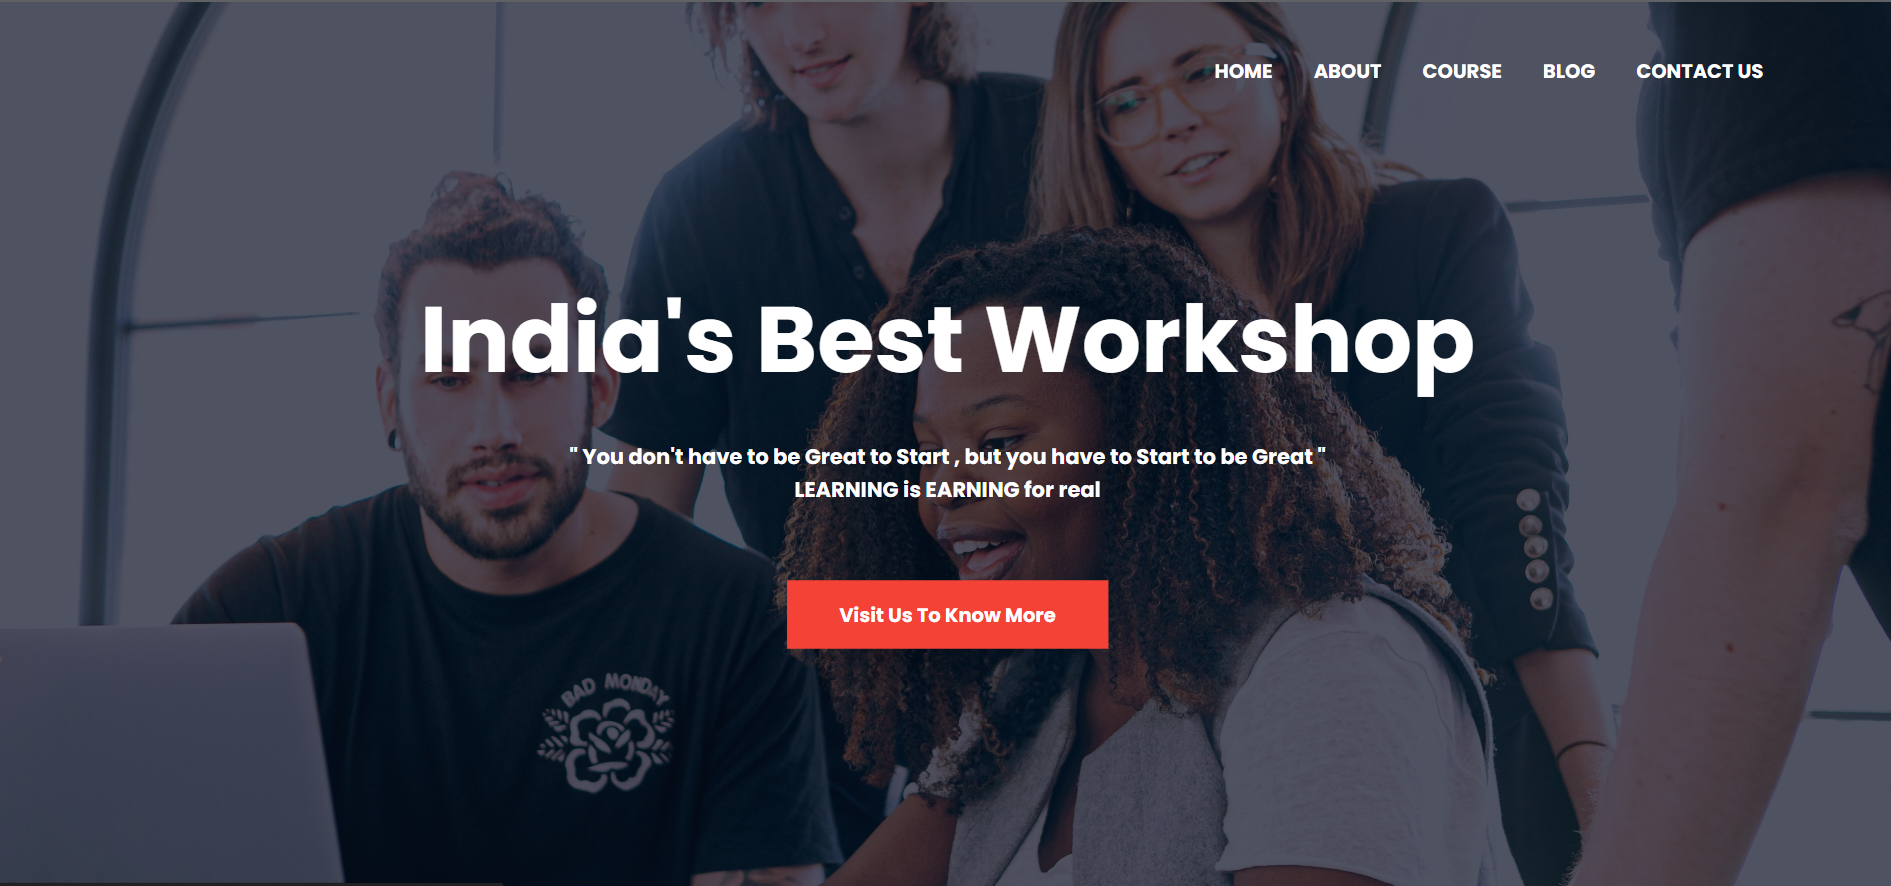 HOME ABOUT COURSE BLOG CONTACT US
India's Best Workshop
" You don't have to be Great to Start , but you have to Start to be Great "
LEARNING is EARNING for real
Visit Us To Know More
BAD MONDAY